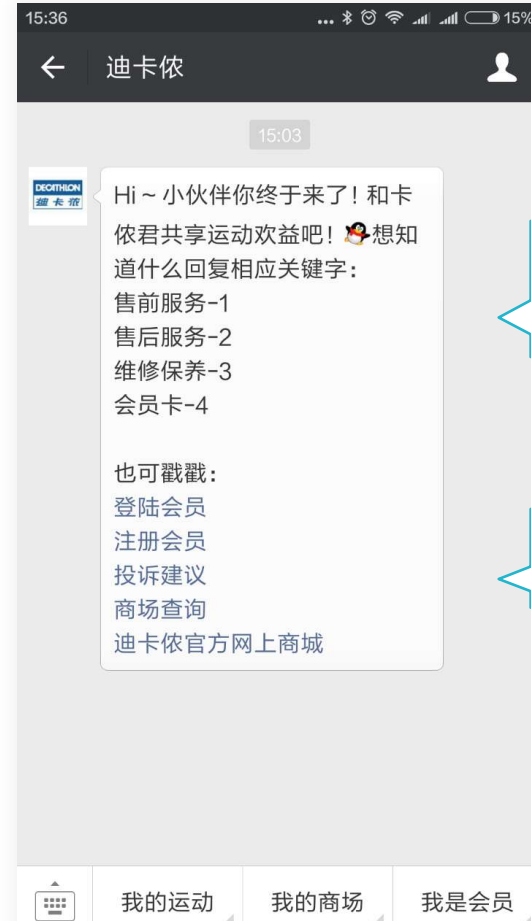 15:36
15%
迪卡侬
15:03
DECATHLON
迪卡侬
Hi ~ 小伙伴你终于来了! 和卡
侬君共享运动欢益吧! 想知
道什么回复相应关键字:
售前服务-1
售后服务-2
维修保养-3
会员卡-4
也可戳戳:
登陆会员
注册会员
投诉建议
商场查询
迪卡侬官方网上商城
我的运动
我的商场
我是会员